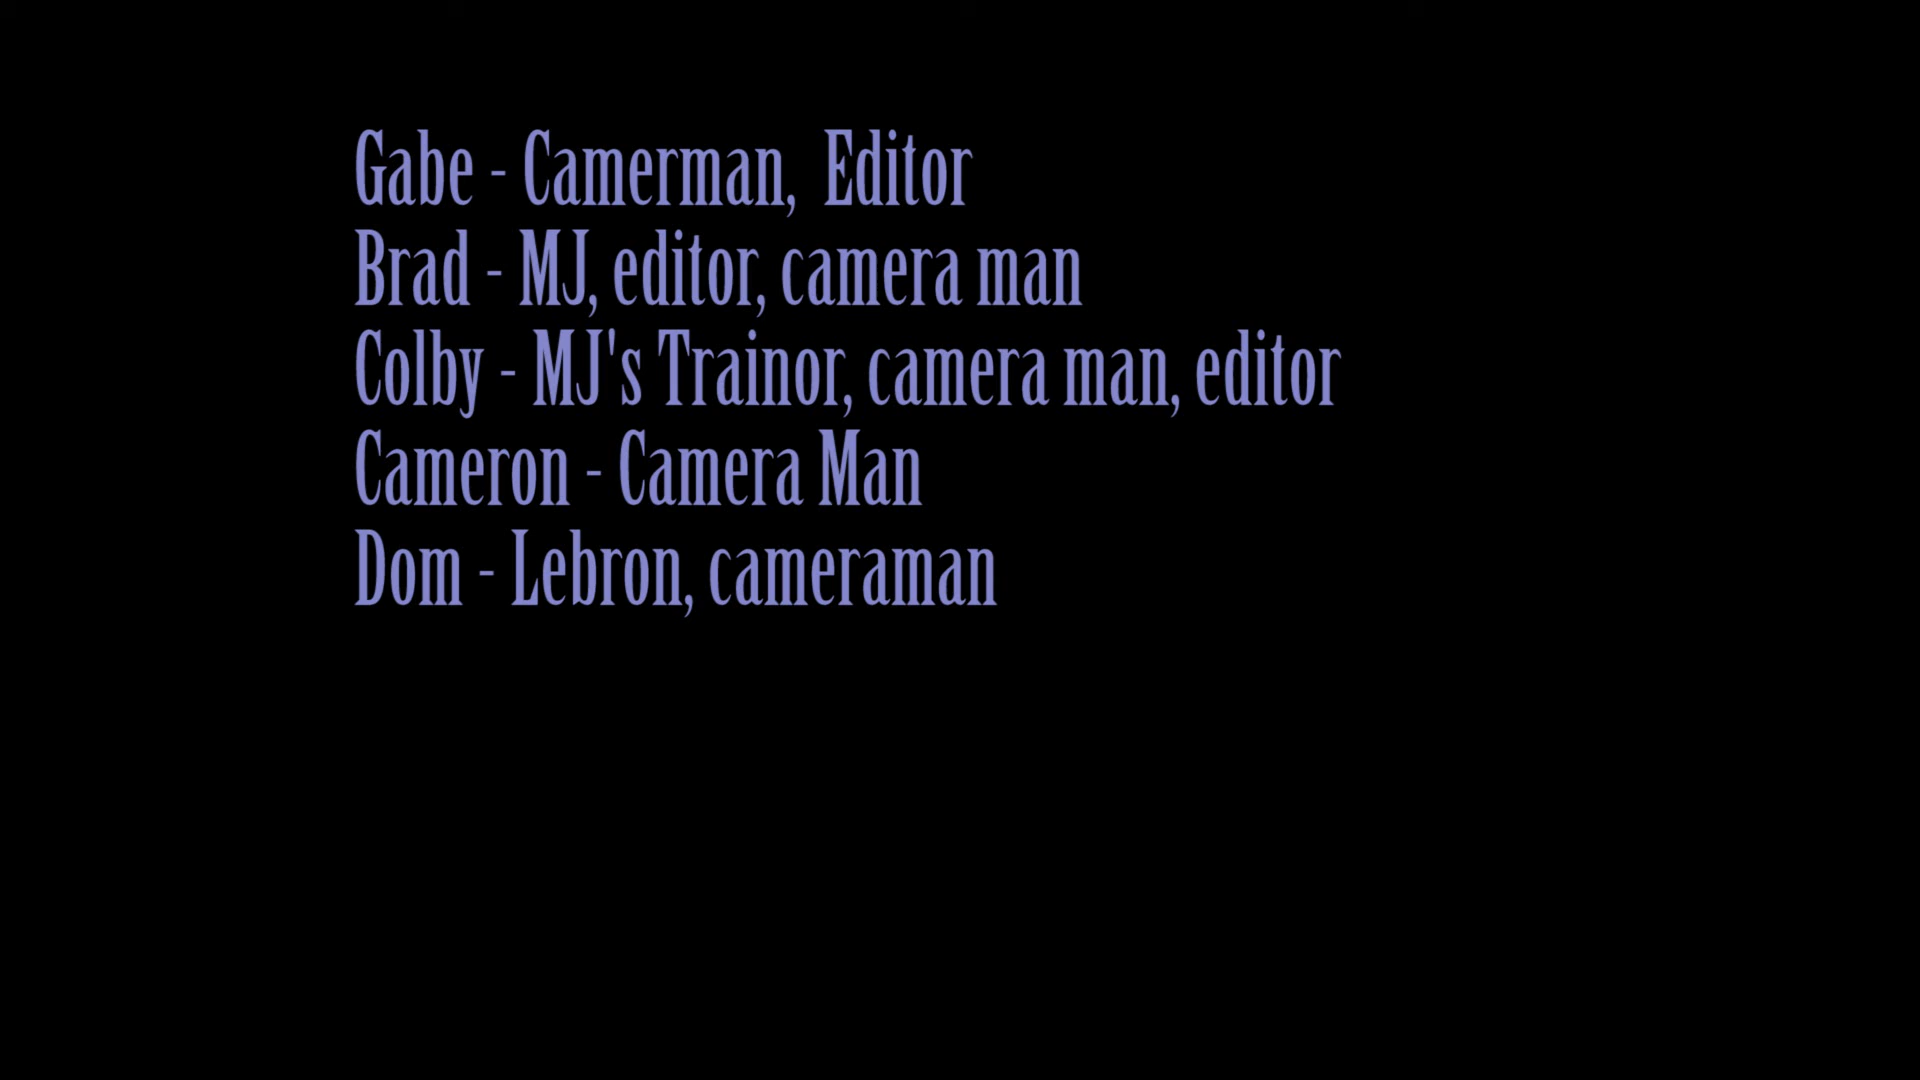 Gabe - Camerman,  Editor
Brad - MJ, editor, camera man
Colby - MJ's Trainor, camera man, editor
Cameron - Camera Man
Dom - Lebron, cameraman